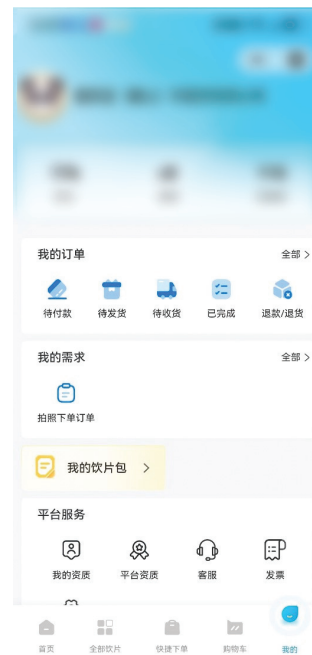 我的订单 全部 >
待付款 待发货 待收货 已完成 退款/退货
我的需求 全部 >
拍照下单订单
我的饮片包 >
平台服务
我的资质 平台资质 客服 发票
首页 全部饮片 快捷下单 购物车 我的